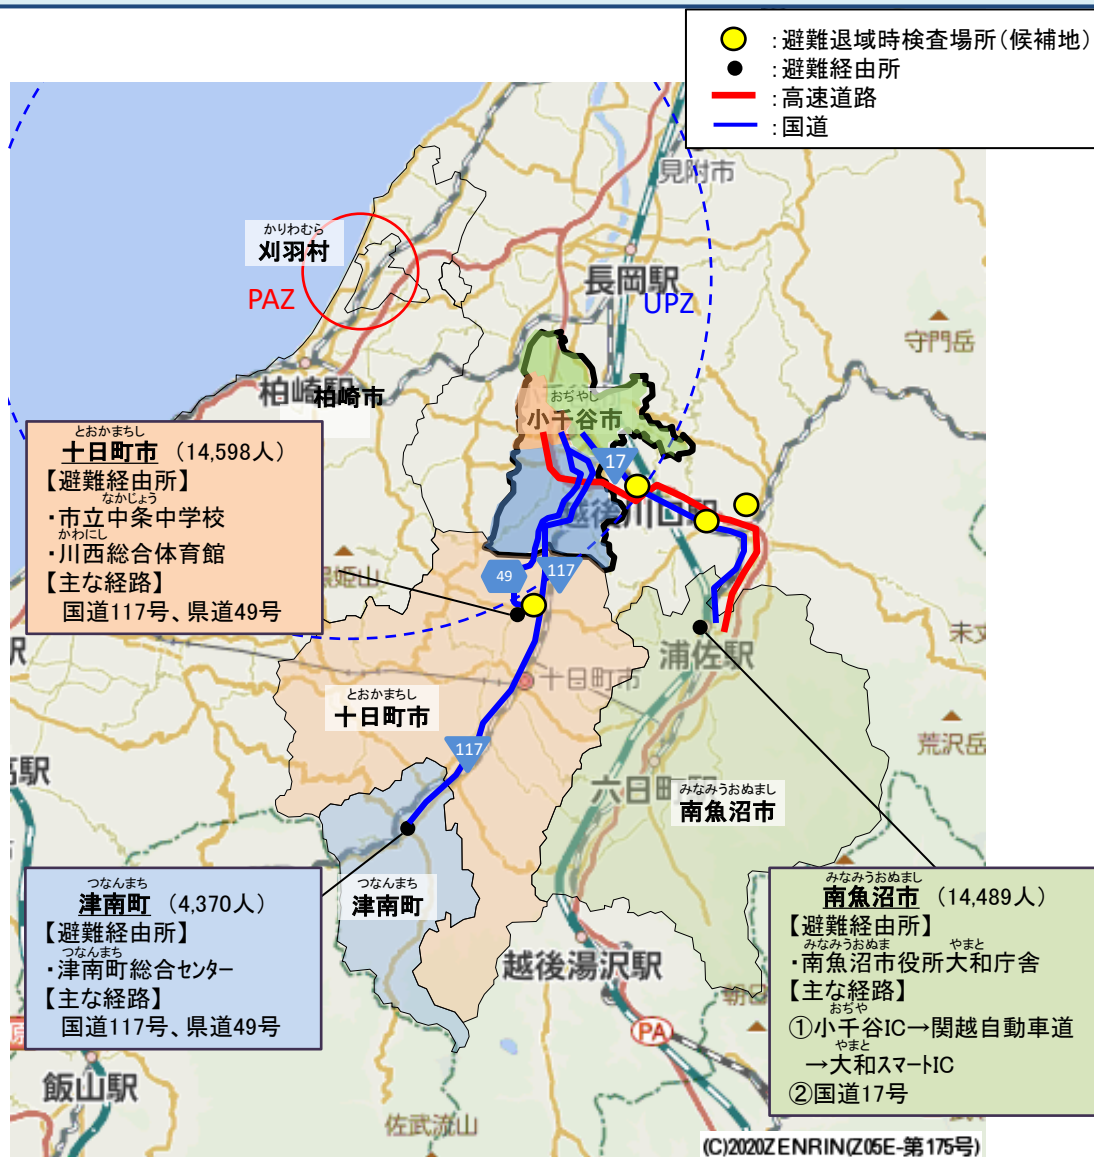 ：避難退域時検査場所（候補地）
：避難経由所
：高速道路
：国道
見附市
かりわむら
刈羽村
PAZ
長岡駅
UPZ
守門岳
柏崎駅
柏崎市
おぢやし
小千谷市
とおかまちし
十日町市 （14,598人）
【避難経由所】
なかじょう
・市立中条中学校
かわにし
・川西総合体育館
【主な経路】
国道117号、県道49号
17
越後川口駅
49
117
黒姫山
浦佐駅
十日町市
とおかまちし
十日町市
117
荒沢岳
六日町駅
みなみうおぬまし
南魚沼市
つなんまち
津南町 （4,370人）
【避難経由所】
つなんまち
・津南町総合センター
【主な経路】
国道117号、県道49号
つなんまち
津南町
みなみうおぬまし
南魚沼市 （14,489人）
【避難経由所】
みなみうおぬま やまと
・南魚沼市役所大和庁舎
【主な経路】
おぢや
①小千谷IC→関越自動車道
やまと
→大和スマートIC
②国道17号
越後湯沢駅
PA
飯山駅
佐武流山
(C)2020ZENRIN(Z05E-第175号)